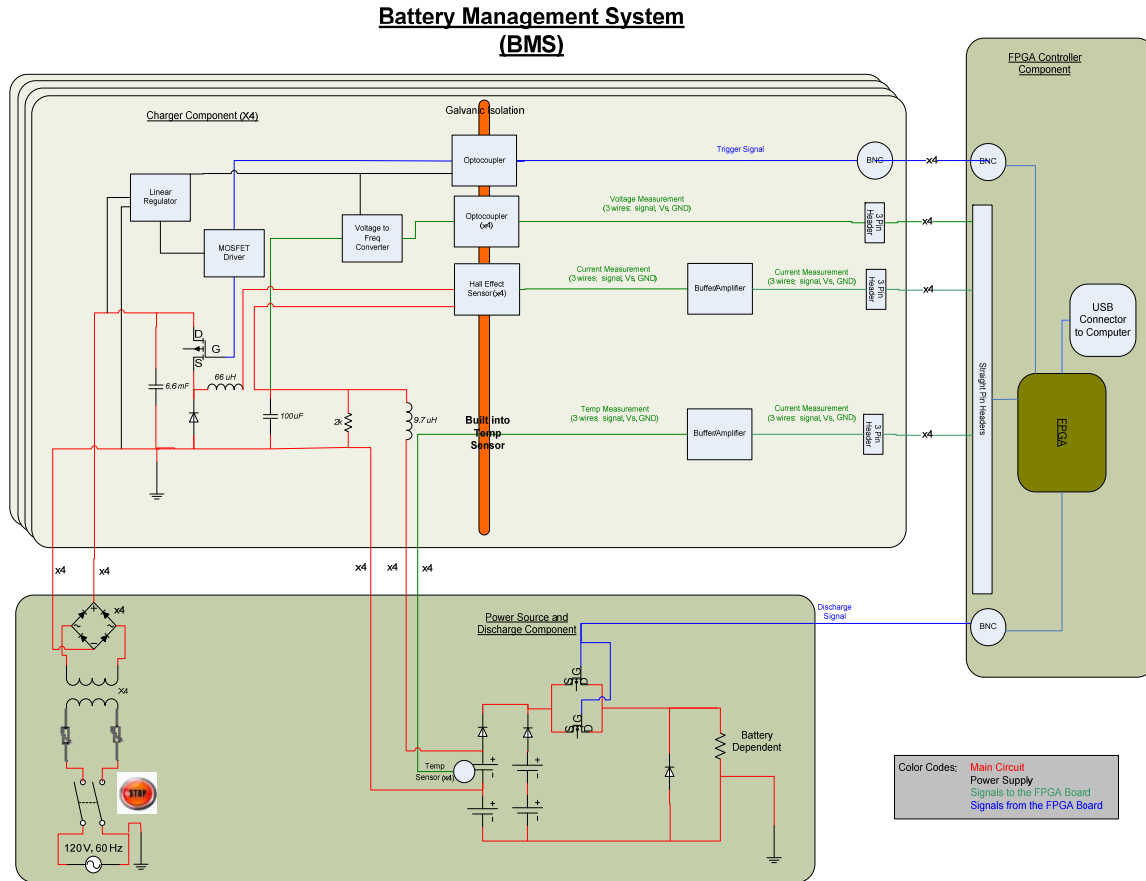 Battery Management System
(BMS)
FPGA Controller
Component
Charger Component (X4)
Galvanic Isolation
Optocoupler
Trigger Signal
BNC
x4
BNC
Linear
Regulator
Voltage to
Freq
Converter
Optocoupler
(x4)
Voltage Measurement
(3 wires: signal, Vs, GND)
3 Pin
Header
x4
MOSFET
Driver
Hall Effect
Sensor (x4)
Current Measurement
(3 wires: signal, Vs, GND)
Buffer/Amplifier
Current Measurement
(3 wires: signal, Vs, GND)
3 Pin
Header
x4
USB
Connector
to Computer
D
G
S
6.6 mF
66 uH
100uF
2k
9.7 uH
Built into
Temp
Sensor
Temp Measurement
(3 wires: signal, Vs, GND)
Buffer/Amplifier
Current Measurement
(3 wires: signal, Vs, GND)
3 Pin
Header
x4
Straight Pin Headers
FPGA
x4
x4
x4
x4
x4
x4
Power Source and
Discharge Component
Discharge
Signal
BNC
X4
S
G
D
S
G
D
+
-
+
-
+
-
+
-
Temp
Sensor (x4)
Battery
Dependent
STOP
120 V, 60 Hz
Color Codes: Main Circuit
Power Supply
Signals to the FPGA Board
Signals from the FPGA Board